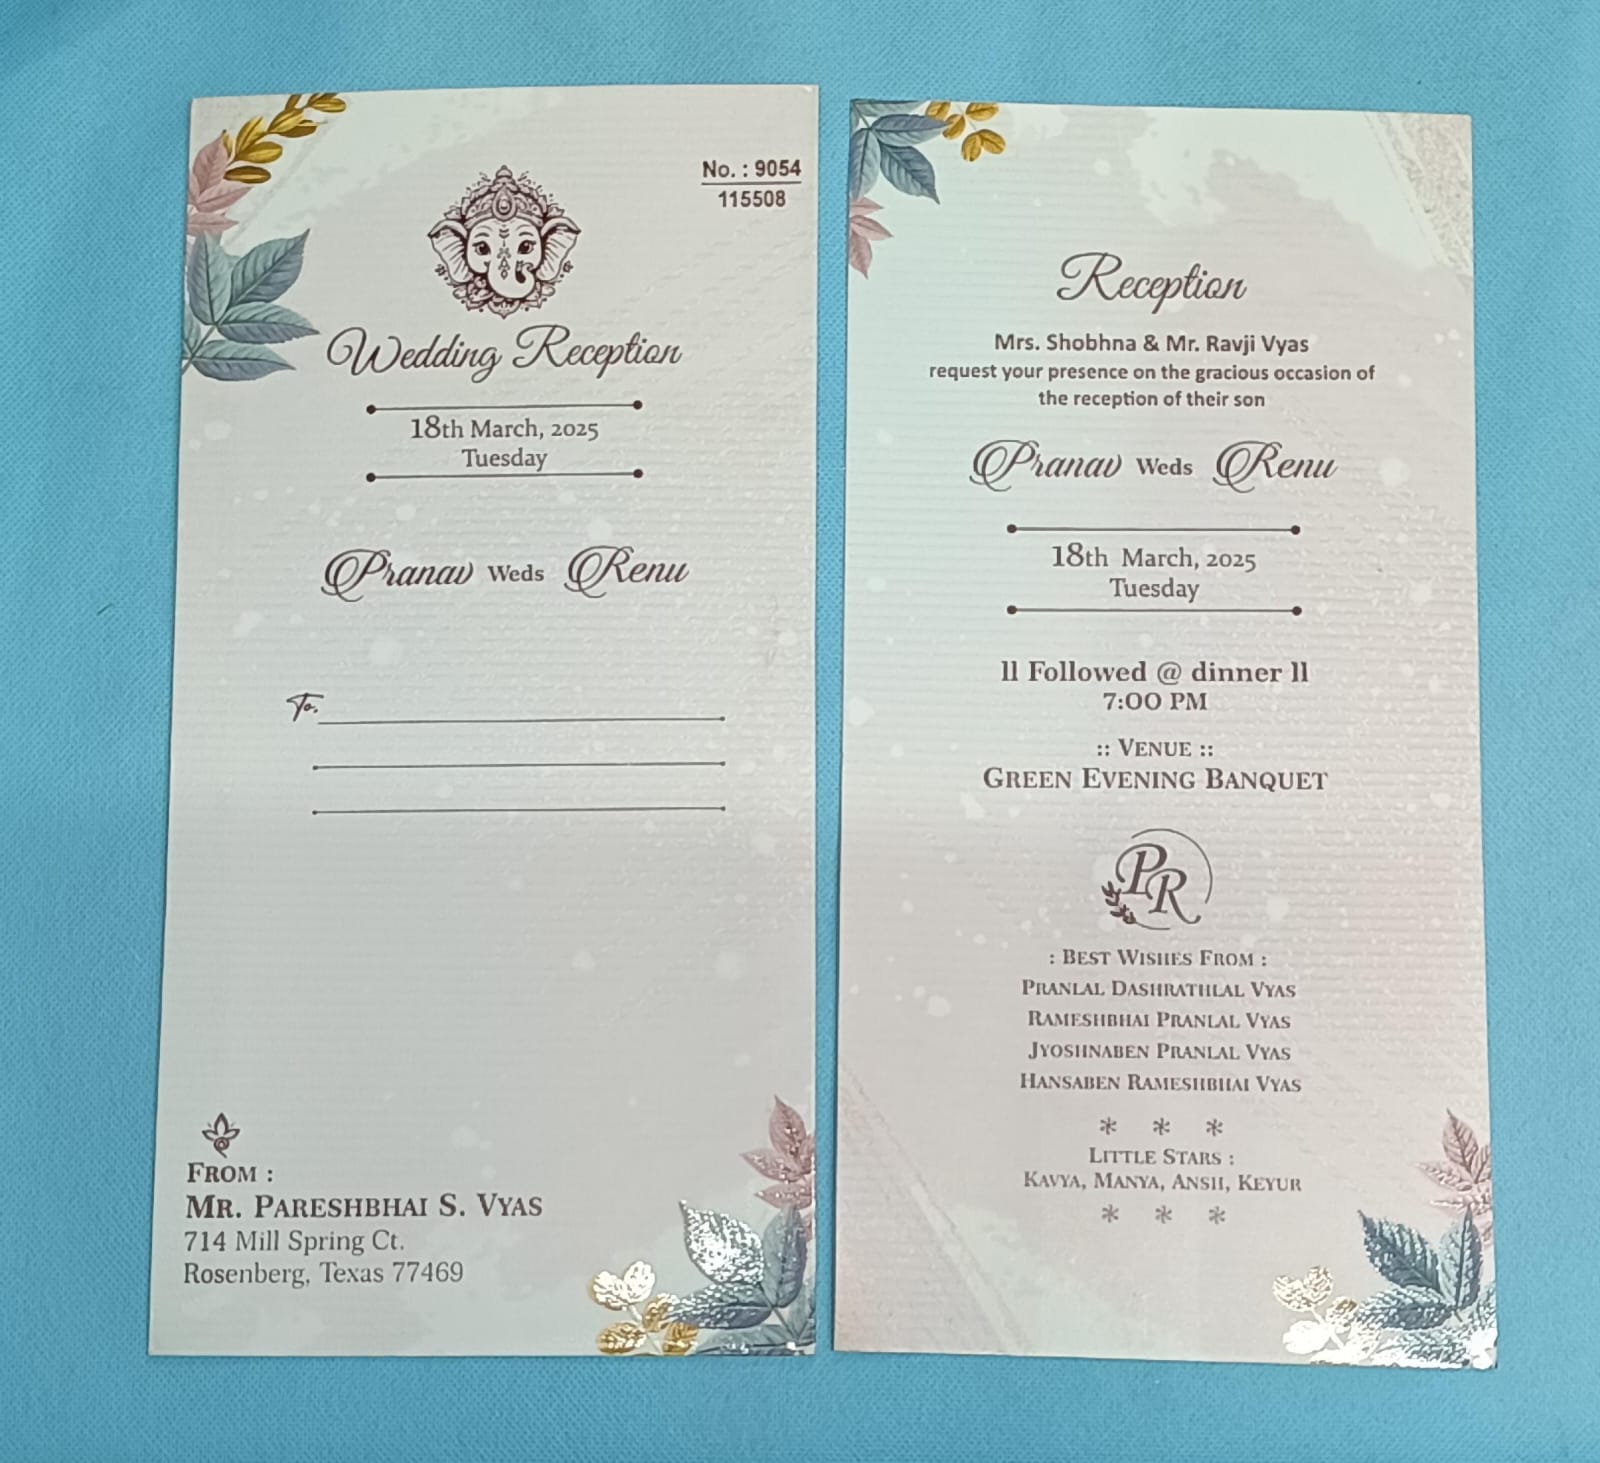 No. : 9054
115508
Wedding Reception
18th March, 2025
Tuesday
Pranav Weds Renu
To,
FROM :
MR. PARESHBHAI S. VYAS
714 Mill Spring Ct.
Rosenberg, Texas 77469
Reception
Mrs. Shobhna & Mr. Ravji Vyas
request your presence on the gracious occasion of
the reception of their son
Pranav Weds Renu
18th March, 2025
Tuesday
ll Followed @ dinner ll
7:00 PM
:: VENUE ::
GREEN EVENING BANQUET
PR
: BEST WISHES FROM :
PRANLAL DASHRATHLAL VYAS
RAMESHBHAI PRANLAL VYAS
JYOSHNABEN PRANLAL VYAS
HANSABEN RAMESHBHAI VYAS
* * *
LITTLE STARS :
KAVYA, MANYA, ANSH, KEYUR
* * *